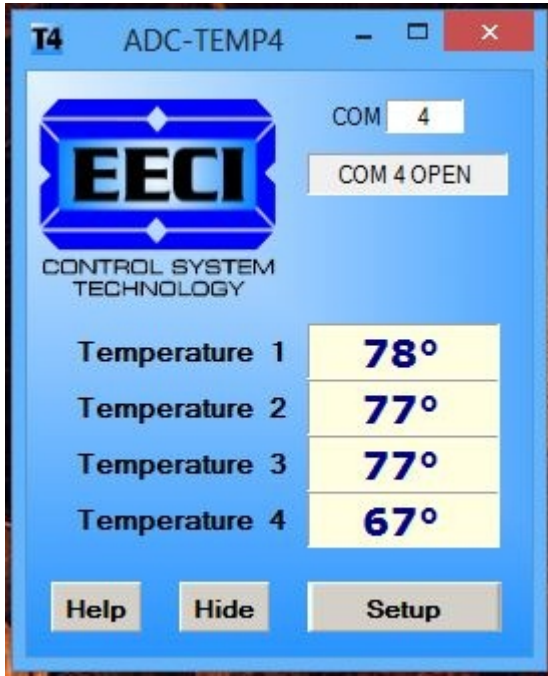 T4 ADC-TEMP4
COM 4
COM 4 OPEN
EECI
CONTROL SYSTEM
TECHNOLOGY
Temperature 1 78°
Temperature 2 77°
Temperature 3 77°
Temperature 4 67°
Help Hide Setup